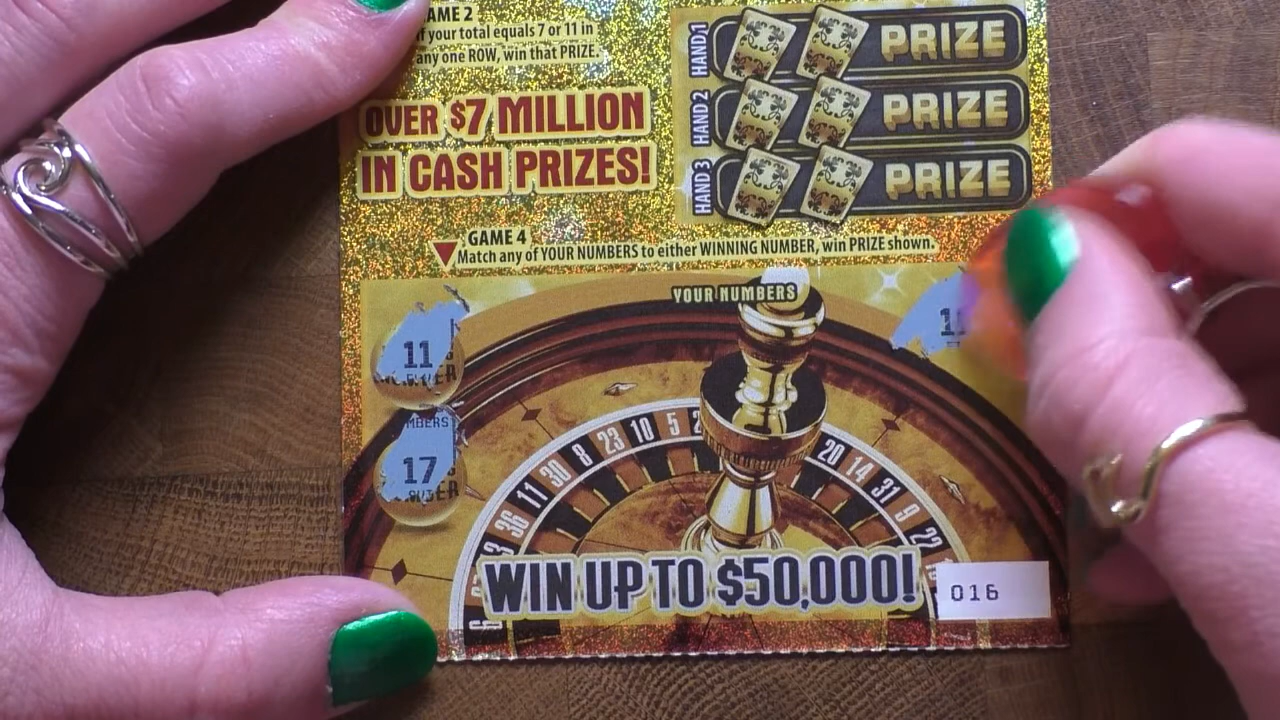 GAME 2
If your total equals 7 or 11 in
any one ROW, win that PRIZE.
OVER $7 MILLION
IN CASH PRIZES!
HAND 1
PRIZE
HAND 2
PRIZE
HAND 3
PRIZE
GAME 4
Match any of YOUR NUMBERS to either WINNING NUMBER, win PRIZE shown.
YOUR NUMBERS
11
17
36 11 30 8 23 10 5
20 14 31 9 22
WIN UP TO $50,000!
016